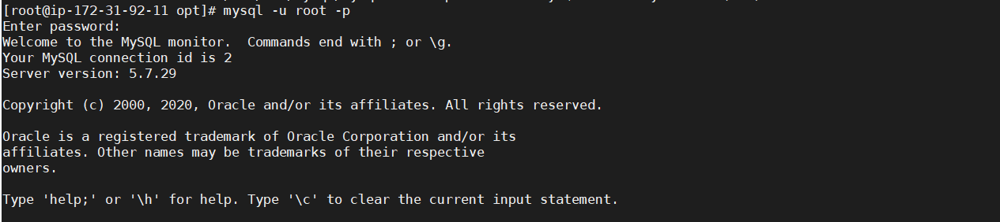 [root@ip-172-31-92-11 opt]# mysql -u root -p
Enter password:
Welcome to the MySQL monitor.  Commands end with ; or \g.
Your MySQL connection id is 2
Server version: 5.7.29
Copyright (c) 2000, 2020, Oracle and/or its affiliates. All rights reserved.
Oracle is a registered trademark of Oracle Corporation and/or its
affiliates. Other names may be trademarks of their respective
owners.
Type 'help;' or '\h' for help. Type '\c' to clear the current input statement.